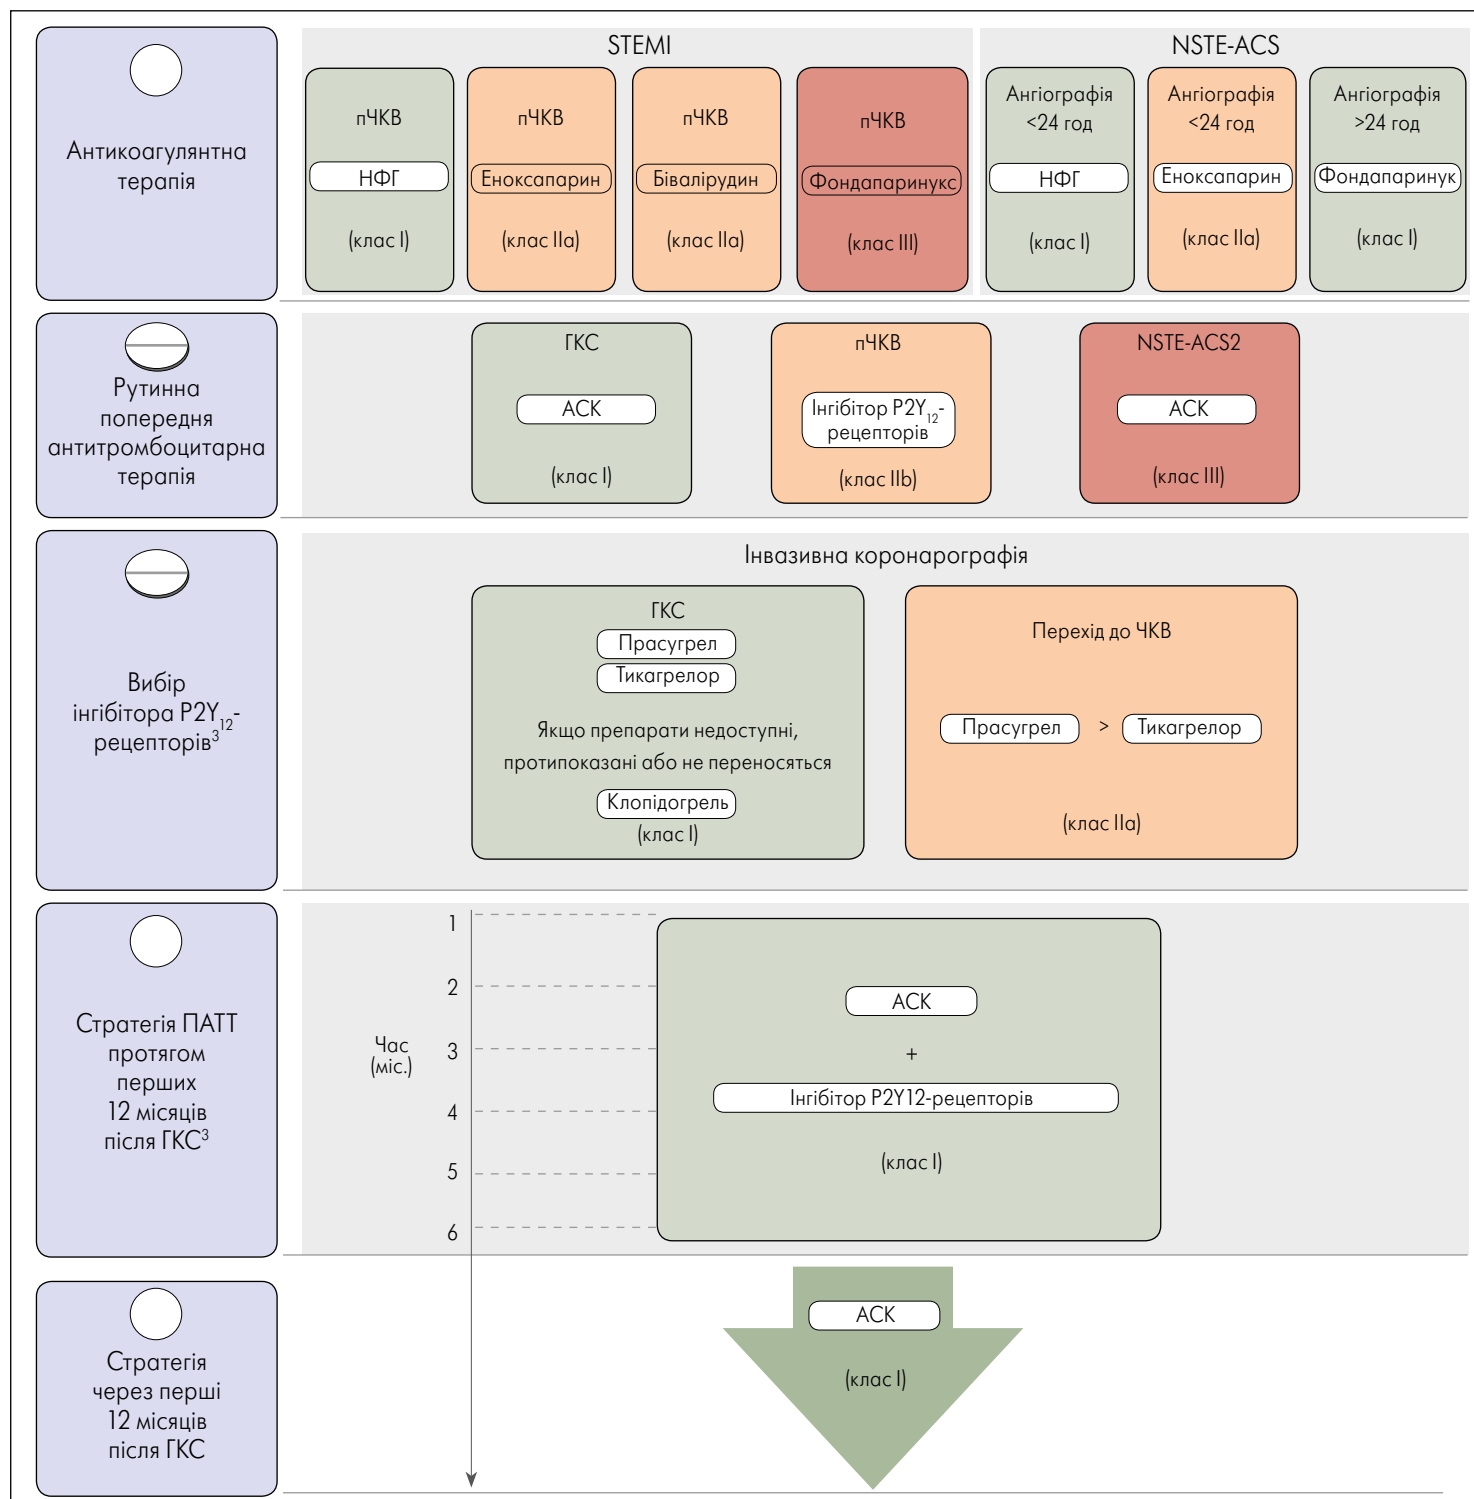 STEMI
NSTE-ACS
Антикоагулянтна
терапія
пЧКВ
НФГ
(клас I)
пЧКВ
Еноксапарин
(клас IIa)
пЧКВ
Бівалірудин
(клас IIa)
пЧКВ
Фондапаринукс
(клас III)
Ангіографія
<24 год
НФГ
(клас I)
Ангіографія
<24 год
Еноксапарин
(клас IIa)
Ангіографія
>24 год
Фондапаринук
(клас I)
Рутинна
попередня
антитромбоцитарна
терапія
ГКС
АСК
(клас I)
пЧКВ
Інгібітор P2Y12-
рецепторів
(клас IIb)
NSTE-ACS2
АСК
(клас III)
Вибір
інгібітора P2Y12-
рецепторів3
Інвазивна коронарографія
ГКС
Прасугрел
Тикагрелор
Якщо препарати недоступні,
протипоказані або не переносяться
Клопідогрель
(клас I)
Перехід до ЧКВ
Прасугрел > Тикагрелор
(клас IIa)
Стратегія ПАТТ
протягом
перших
12 місяців
після ГКС3
Час
(міс.)
1
2
3
4
5
6
АСК
+
Інгібітор P2Y12-рецепторів
(клас I)
Стратегія
через перші
12 місяців
після ГКС
АСК
(клас I)